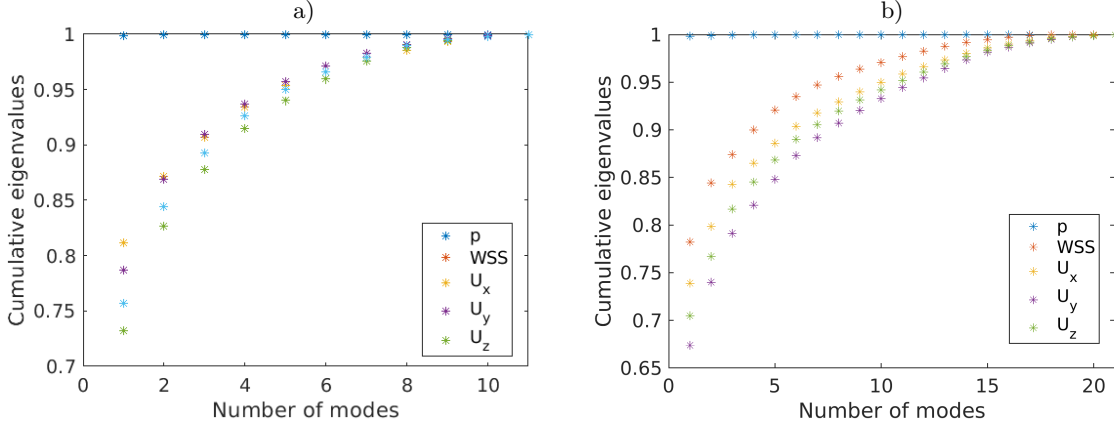 a)
1
0.95
0.9
0.85
0.8
0.75
0.7
Cumulative eigenvalues
0 2 4 6 8 10
Number of modes
p
WSS
U_x
U_y
U_z
b)
1
0.95
0.9
0.85
0.8
0.75
0.7
0.65
Cumulative eigenvalues
0 5 10 15 20
Number of modes
p
WSS
U_x
U_y
U_z